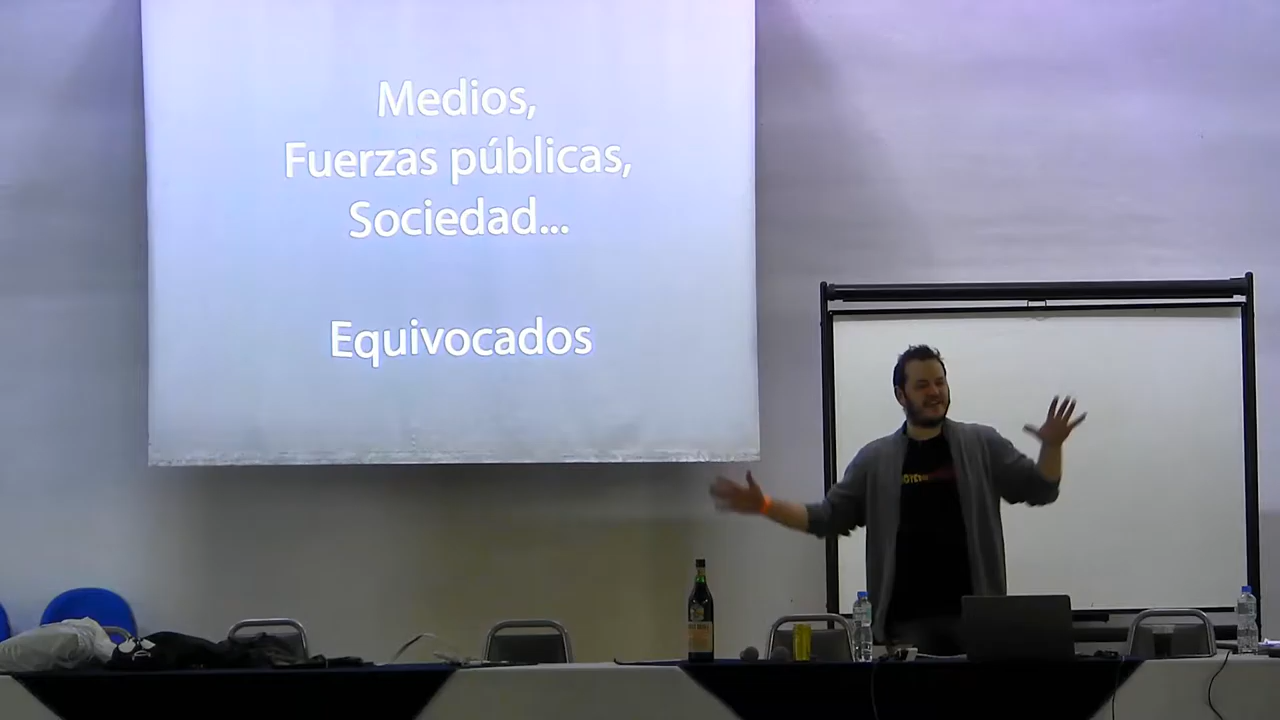 Medios,
Fuerzas públicas,
Sociedad...
Equivocados